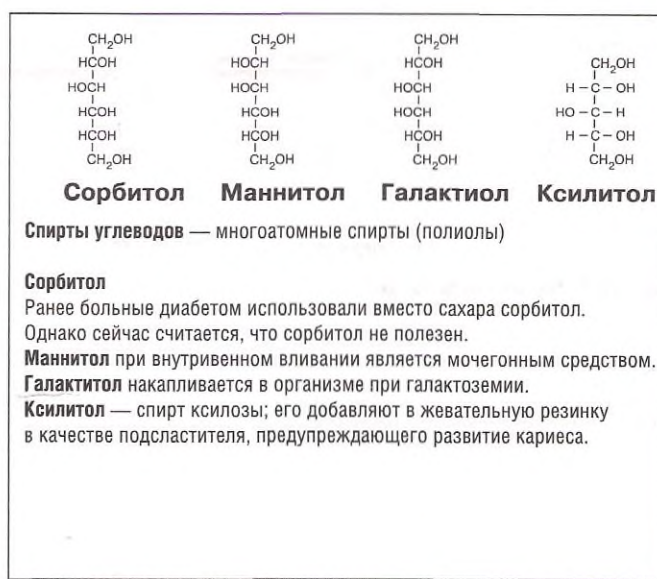 CH₂OH CH₂OH CH₂OH
HCOH HOCH HCOH CH₂OH
HOCH HOCH HOCH H – C – OH
HCOH HCOH HOCH HO – C – H
HCOH HCOH HCOH H – C – OH
CH₂OH CH₂OH CH₂OH CH₂OH
Сорбитол Маннитол Галактиол Ксилитол
Спирты углеводов — многоатомные спирты (полиолы)
Сорбитол
Ранее больные диабетом использовали вместо сахара сорбитол.
Однако сейчас считается, что сорбитол не полезен.
Маннитол при внутривенном вливании является мочегонным средством.
Галактитол накапливается в организме при галактоземии.
Ксилитол — спирт ксилозы; его добавляют в жевательную резинку
в качестве подсластителя, предупреждающего развитие кариеса.